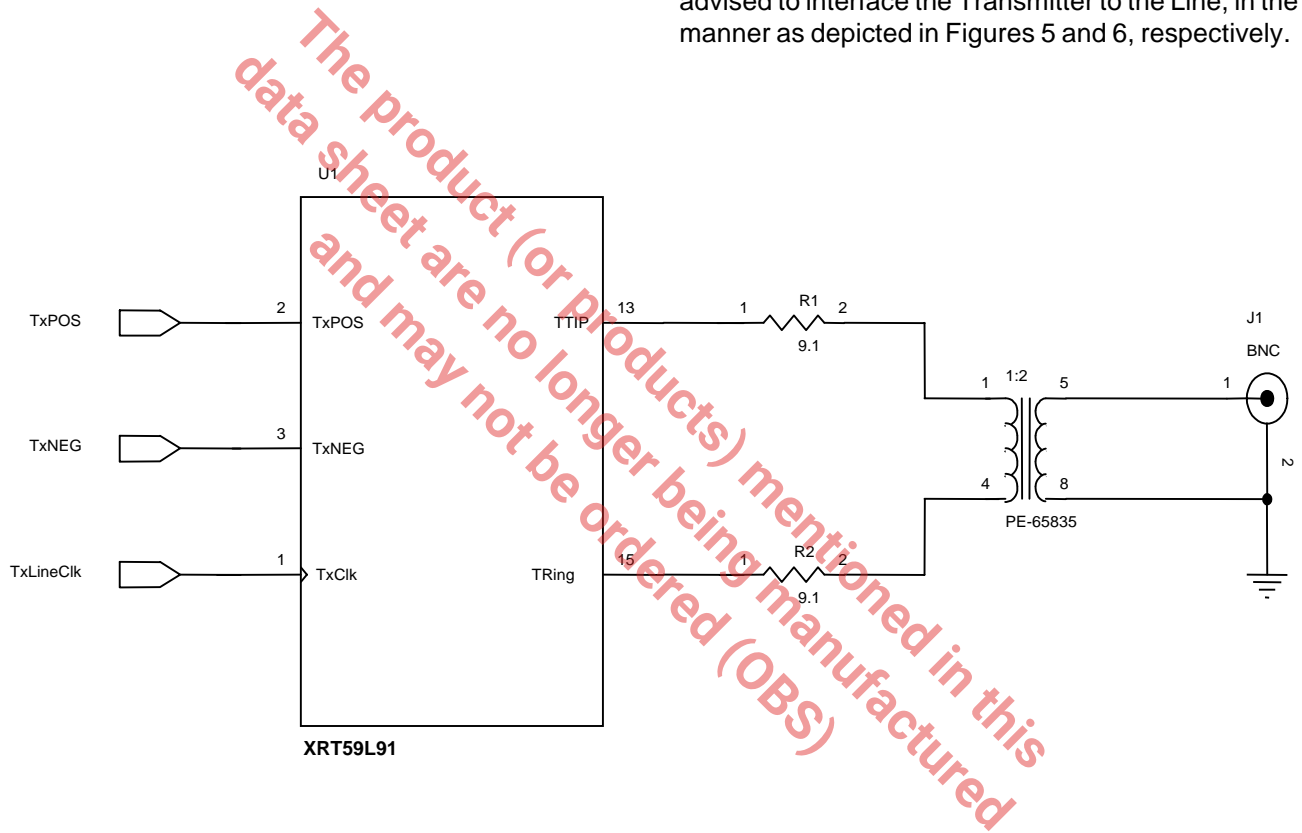 advised to interface the Transmitter to the Line, in the
manner as depicted in Figures 5 and 6, respectively.
The product (or products) mentioned in this
data sheet are no longer being manufactured
and may not be ordered (OBS)
U1
TxPOS
2
TxPOS
TTIP
13
1
R1
2
9.1
J1
BNC
1
1:2
5
1
TxNEG
3
TxNEG
4
8
2
PE-65835
TxLineClk
1
TxClk
TRing
15
1
R2
2
9.1
XRT59L91